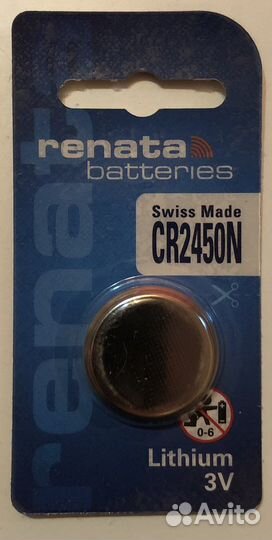 renata
batteries
Swiss Made
CR2450N
renata
0-6
Lithium
3V
Avito